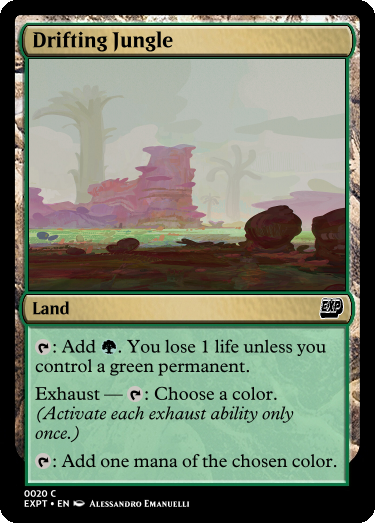 Drifting Jungle
Land
EXP
: Add . You lose 1 life unless you
control a green permanent.
Exhaust — : Choose a color.
(Activate each exhaust ability only
once.)
: Add one mana of the chosen color.
0020 C
EXPT • EN Alessandro Emanuelli